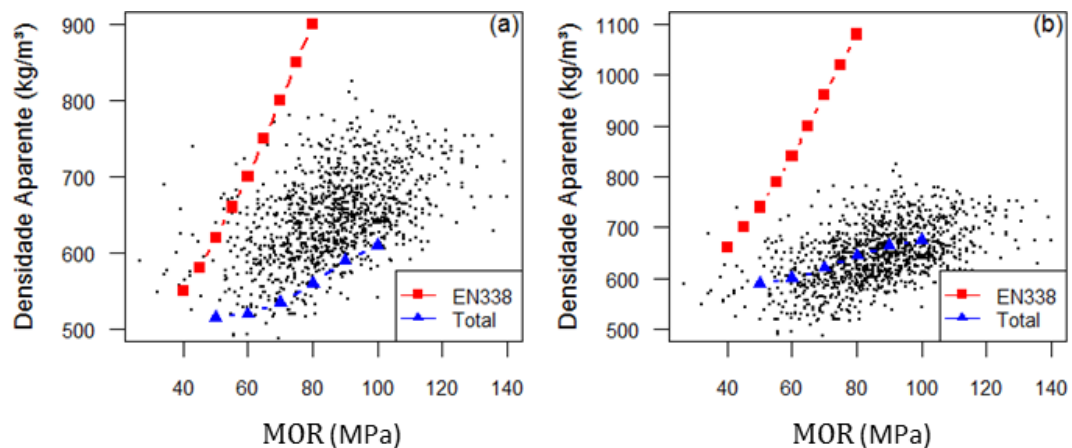 (a)
Densidade Aparente (kg/m³)
900
800
700
600
500
40 60 80 100 120 140
MOR (MPa)
EN338
Total
(b)
Densidade Aparente (kg/m³)
1100
1000
900
800
700
600
500
40 60 80 100 120 140
MOR (MPa)
EN338
Total